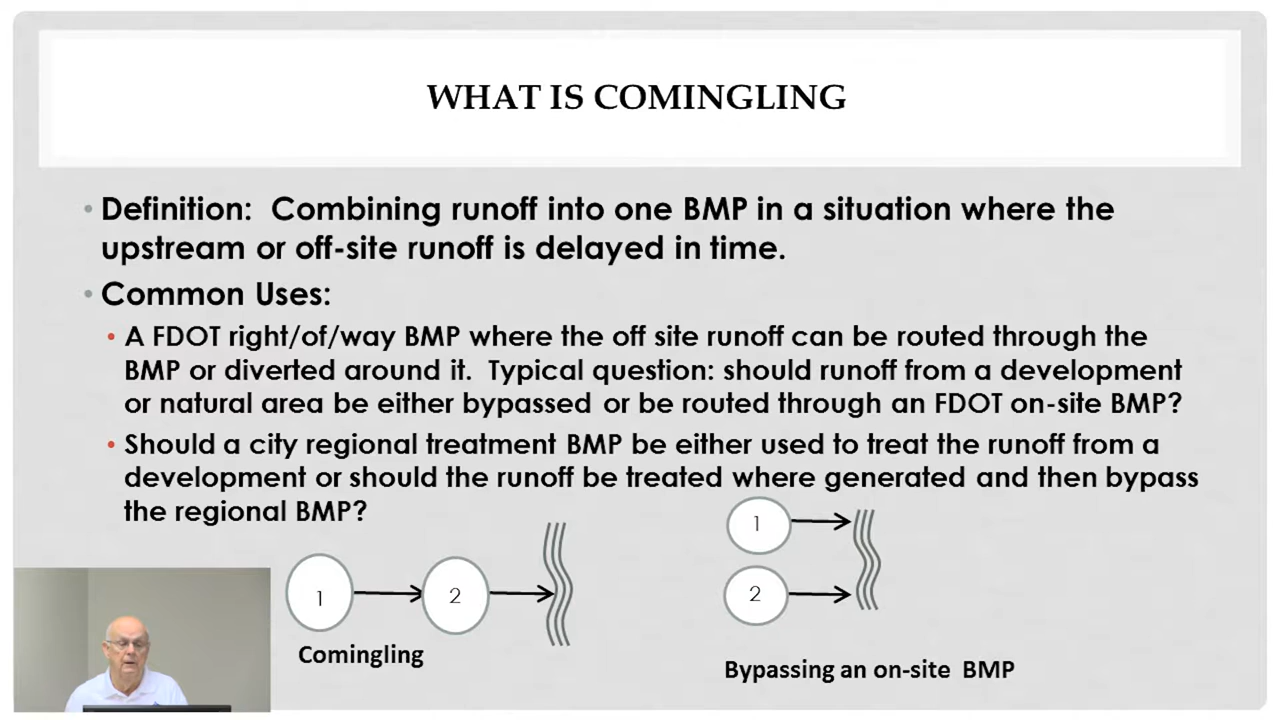 WHAT IS COMINGLING
• Definition: Combining runoff into one BMP in a situation where the
upstream or off-site runoff is delayed in time.
• Common Uses:
• A FDOT right/of/way BMP where the off site runoff can be routed through the
BMP or diverted around it. Typical question: should runoff from a development
or natural area be either bypassed or be routed through an FDOT on-site BMP?
• Should a city regional treatment BMP be either used to treat the runoff from a
development or should the runoff be treated where generated and then bypass
the regional BMP?
1
2
Comingling
1
2
Bypassing an on-site BMP